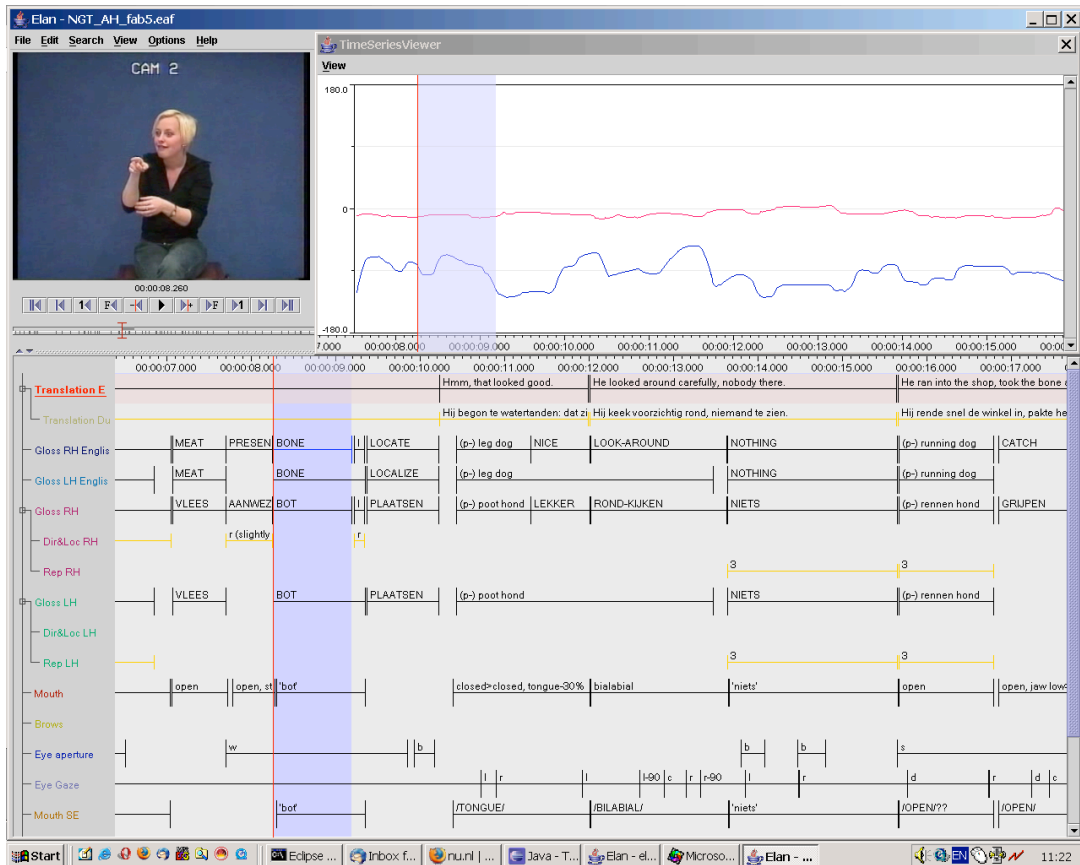 Elan - NGT_AH_fab5.eaf
File Edit Search View Options Help
CAM 2
00:00:08.260
TimeSeriesViewer
View
180.0
0
-180.0
7.000 00:00:08.000 00:00:09.000 00:00:10.000 00:00:11.000 00:00:12.000 00:00:13.000 00:00:14.000 00:00:15.000
00:00:07.000 00:00:08.000 00:00:09.000 00:00:10.000 00:00:11.000 00:00:12.000 00:00:13.000 00:00:14.000 00:00:15.000 00:00:16.000 00:00:17.000
Translation E Hmm, that looked good. He looked around carefully, nobody there. He ran into the shop, took the bone
Translation Du Hij begon te watertanden: dat zi Hij keek voorzichtig rond, niemand te zien. Hij rende snel de winkel in, pakte he
Gloss RH Englis MEAT PRESEN BONE I LOCATE (p-) leg dog NICE LOOK-AROUND NOTHING (p-) running dog CATCH
Gloss LH Englis MEAT BONE LOCALIZE (p-) leg dog NOTHING (p-) running dog
Gloss RH VLEES AANWEZ BOT I PLAATSEN (p-) poot hond LEKKER ROND-KIJKEN NIETS (p-) rennen hond GRIJPEN
Dir&Loc RH r (slightly r
Rep RH 3 3
Gloss LH VLEES BOT PLAATSEN (p-) poot hond NIETS (p-) rennen hond
Dir&Loc LH
Rep LH 3 3
Mouth open open, st 'bot' closed>closed, tongue-30% bialabial 'niets' open open, jaw low
Brows
Eye aperture w b b b s
Eye Gaze l r l l-90 c r r-90 l r d r d c
Mouth SE 'bot' /TONGUE/ /BILABIAL/ 'niets' /OPEN/?? /OPEN/
Start Eclipse ... Inbox f... nu.nl | ... Java - T... Elan - el... Microso... Elan - ... EN 11:22